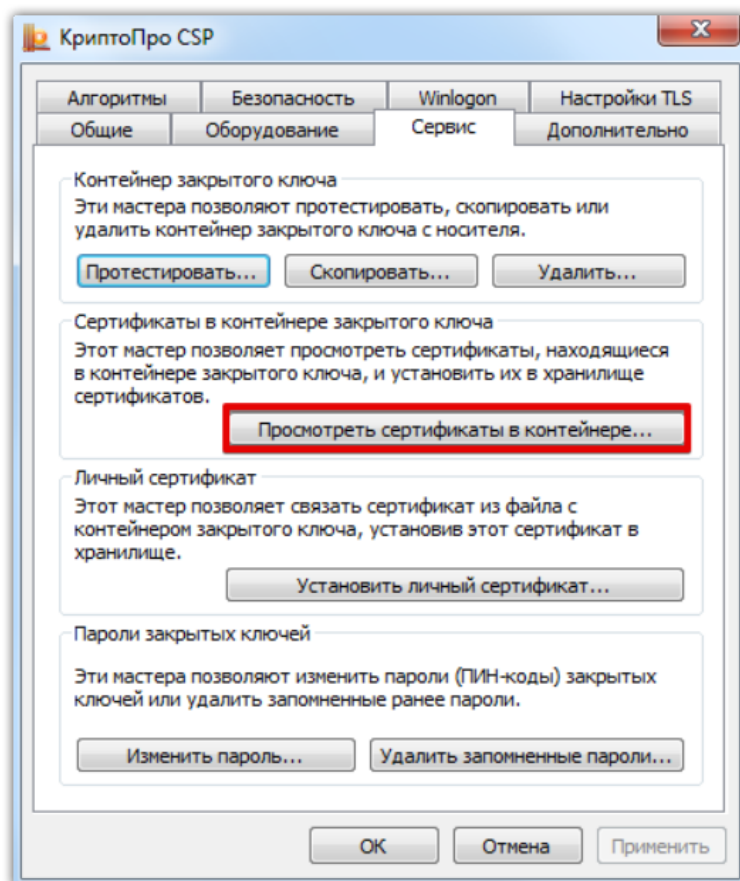 КриптоПро CSP
Алгоритмы Безопасность Winlogon Настройки TLS
Общие Оборудование Сервис Дополнительно
Контейнер закрытого ключа
Эти мастера позволяют протестировать, скопировать или
удалить контейнер закрытого ключа с носителя.
Протестировать... Скопировать... Удалить...
Сертификаты в контейнере закрытого ключа
Этот мастер позволяет просмотреть сертификаты, находящиеся
в контейнере закрытого ключа, и установить их в хранилище
сертификатов.
Просмотреть сертификаты в контейнере...
Личный сертификат
Этот мастер позволяет связать сертификат из файла с
контейнером закрытого ключа, установив этот сертификат в
хранилище.
Установить личный сертификат...
Пароли закрытых ключей
Эти мастера позволяют изменить пароли (ПИН-коды) закрытых
ключей или удалить запомненные ранее пароли.
Изменить пароль... Удалить запомненные пароли...
ОК Отмена Применить